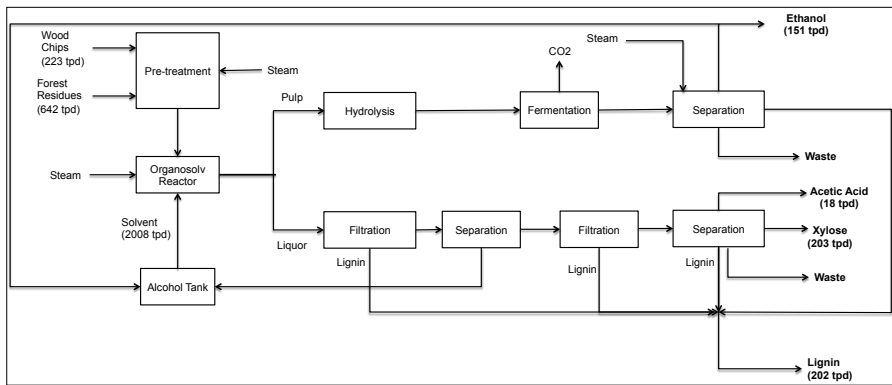 Ethanol
(151 tpd)
Wood
Chips
(223 tpd)
Steam
CO2
Pre-treatment
Steam
Forest
Residues
(642 tpd)
Pulp
Hydrolysis
Fermentation
Separation
Waste
Steam
Organosolv
Reactor
Acetic Acid
(18 tpd)
Solvent
(2008 tpd)
Liquor
Filtration
Separation
Filtration
Separation
Xylose
(203 tpd)
Lignin
Lignin
Lignin
Waste
Alcohol Tank
Lignin
(202 tpd)